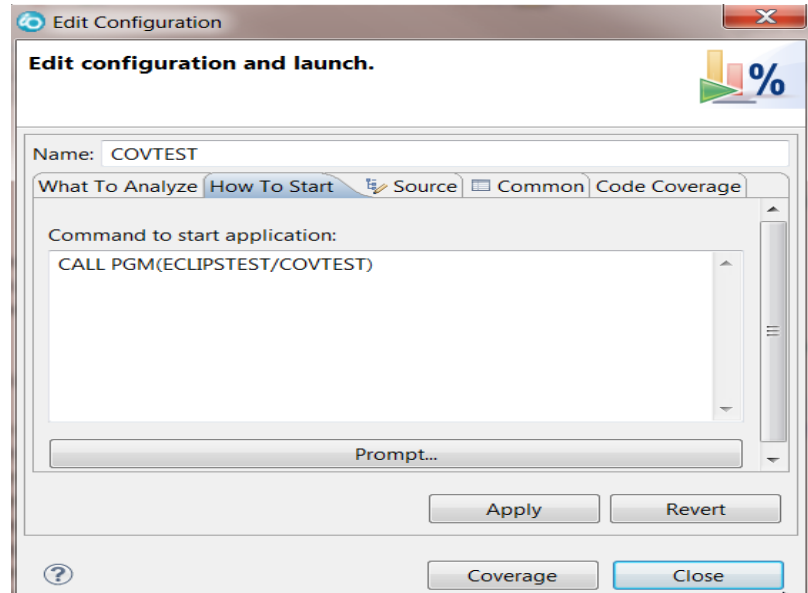 Edit Configuration
Edit configuration and launch.
%
Name: COVTEST
What To Analyze How To Start Source Common Code Coverage
Command to start application:
CALL PGM(ECLIPSTEST/COVTEST)
Prompt...
Apply Revert
? Coverage Close